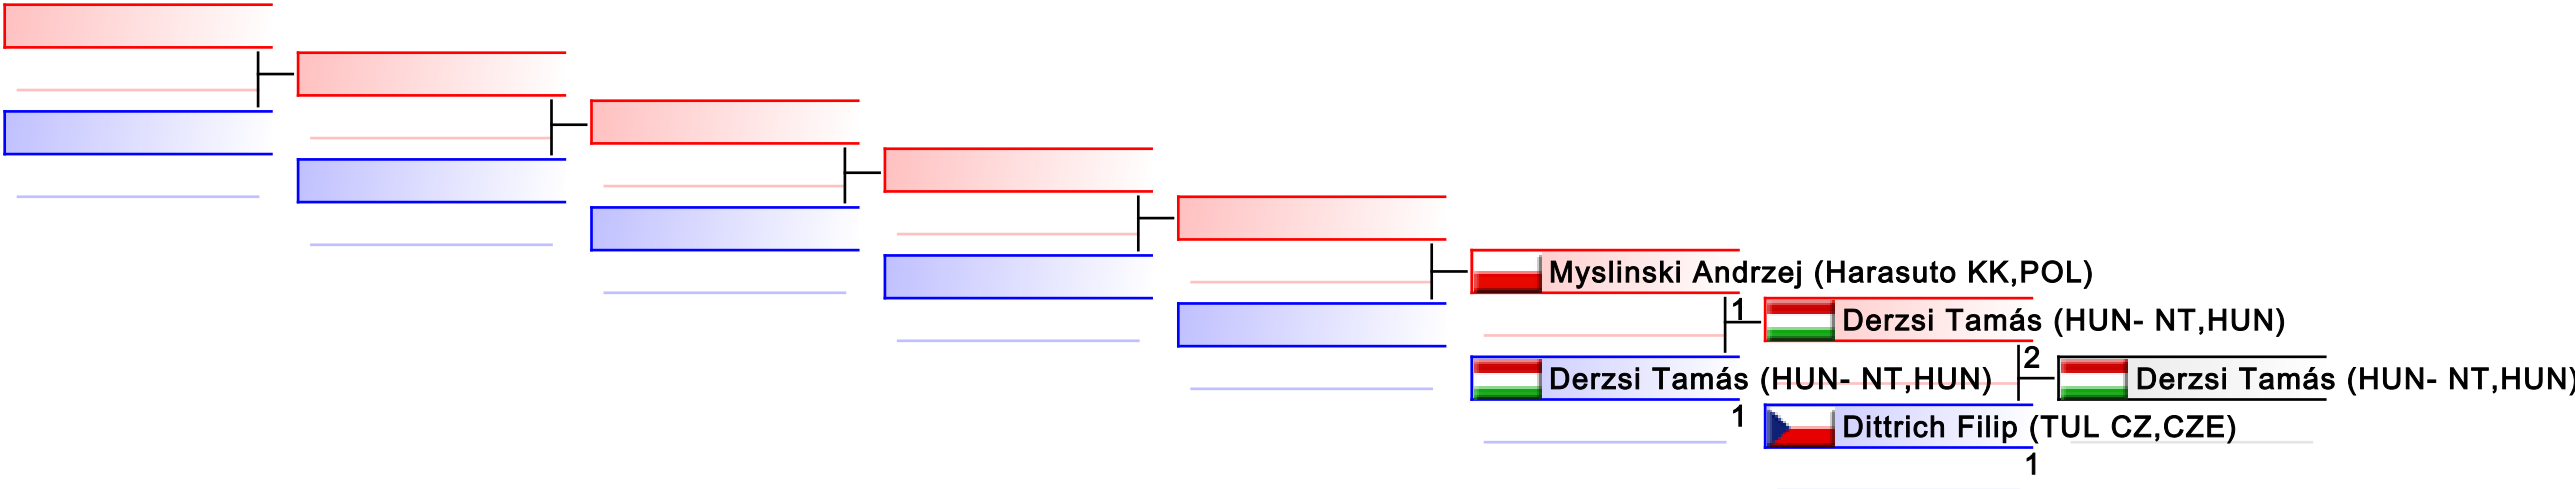 Myslinski Andrzej (Harasuto KK,POL)
1
Derzsi Tamás (HUN- NT,HUN)
2
Derzsi Tamás (HUN- NT,HUN)
Derzsi Tamás (HUN- NT,HUN)
1
Dittrich Filip (TUL CZ,CZE)
1